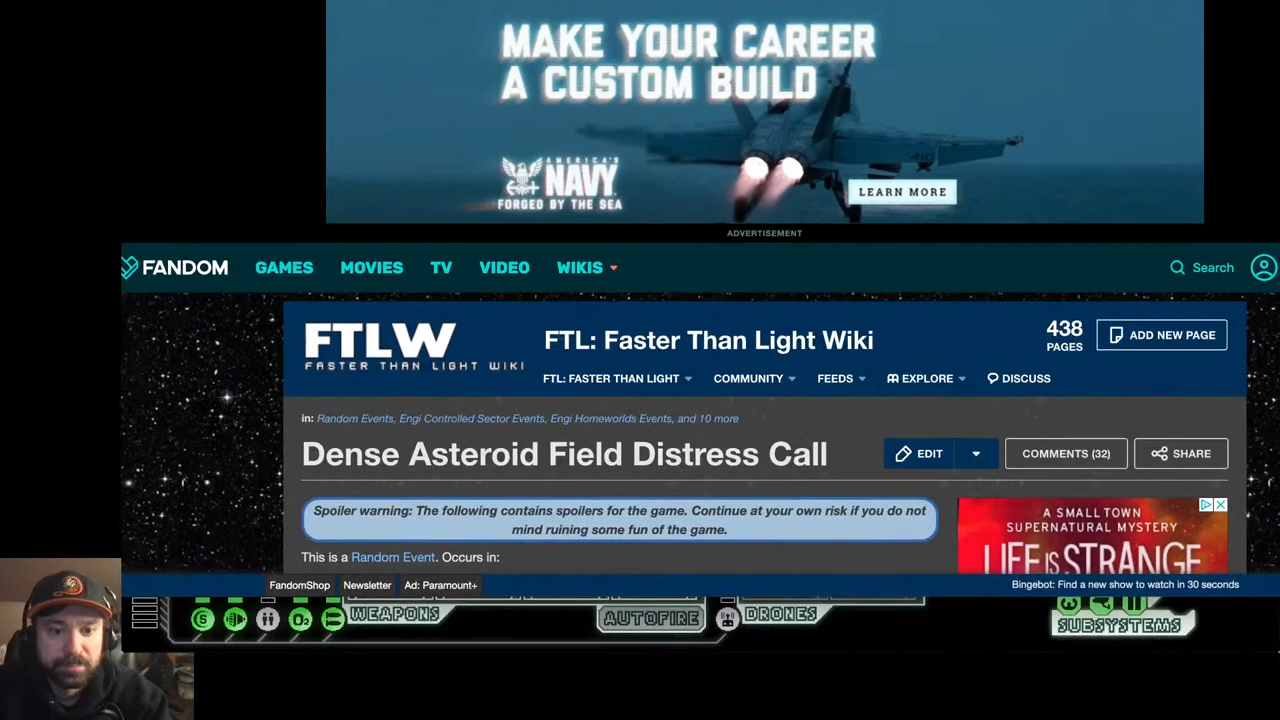 MAKE YOUR CAREER
A CUSTOM BUILD
AMERICA'S
NAVY
FORGED BY THE SEA
LEARN MORE
ADVERTISEMENT
FANDOM GAMES MOVIES TV VIDEO WIKIS Search
FTLW
FASTER THAN LIGHT WIKI
FTL: Faster Than Light Wiki
438
PAGES
ADD NEW PAGE
FTL: FASTER THAN LIGHT COMMUNITY FEEDS EXPLORE DISCUSS
in: Random Events, Engi Controlled Sector Events, Engi Homeworlds Events, and 10 more
Dense Asteroid Field Distress Call
EDIT COMMENTS (32) SHARE
Spoiler warning: The following contains spoilers for the game. Continue at your own risk if you do not
mind ruining some fun of the game.
A SMALL TOWN
SUPERNATURAL MYSTERY
LIFE IS STRANGE
This is a Random Event. Occurs in:
FandomShop Newsletter Ad: Paramount+ Bingebot: Find a new show to watch in 30 seconds
S O2 WEAPONS AUTOFIRE DRONES SUBSYSTEMS